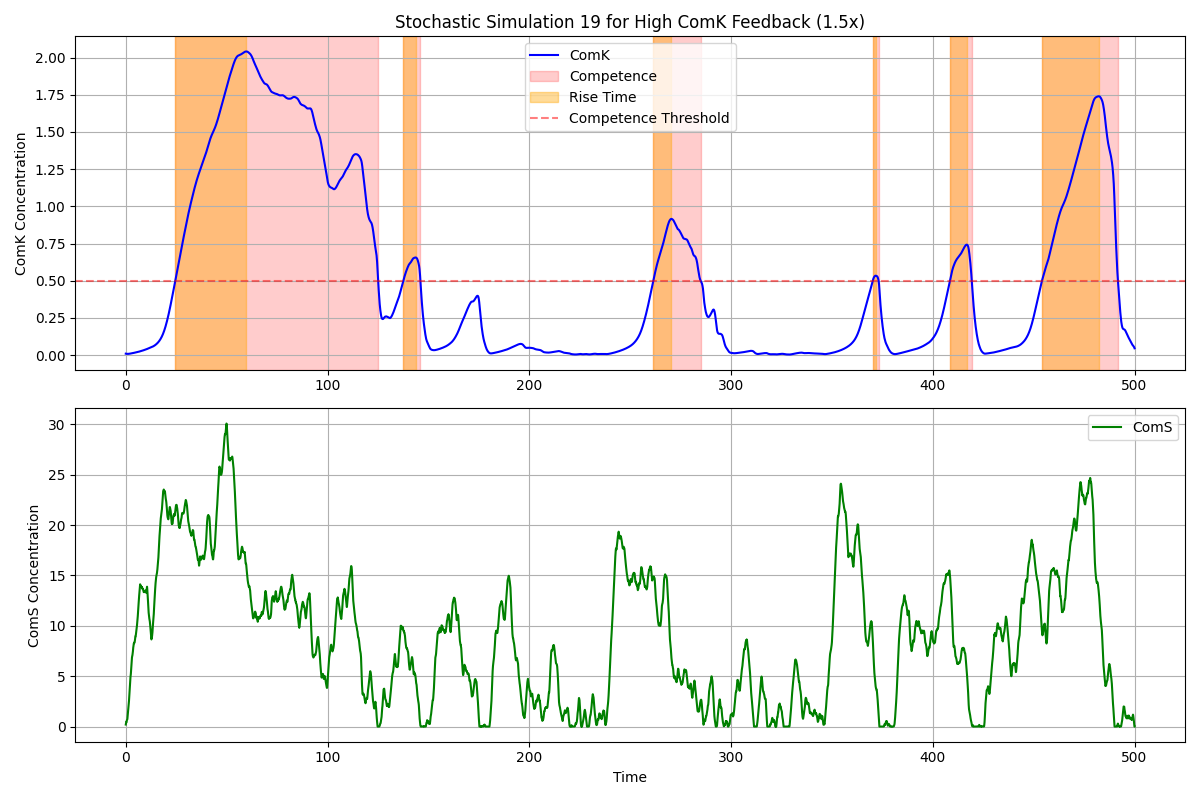 Stochastic Simulation 19 for High ComK Feedback (1.5x)
ComK Concentration
2.00
1.75
1.50
1.25
1.00
0.75
0.50
0.25
0.00
ComK
Competence
Rise Time
Competence Threshold
0 100 200 300 400 500
ComS Concentration
30
25
20
15
10
5
0
ComS
0 100 200 300 400 500
Time